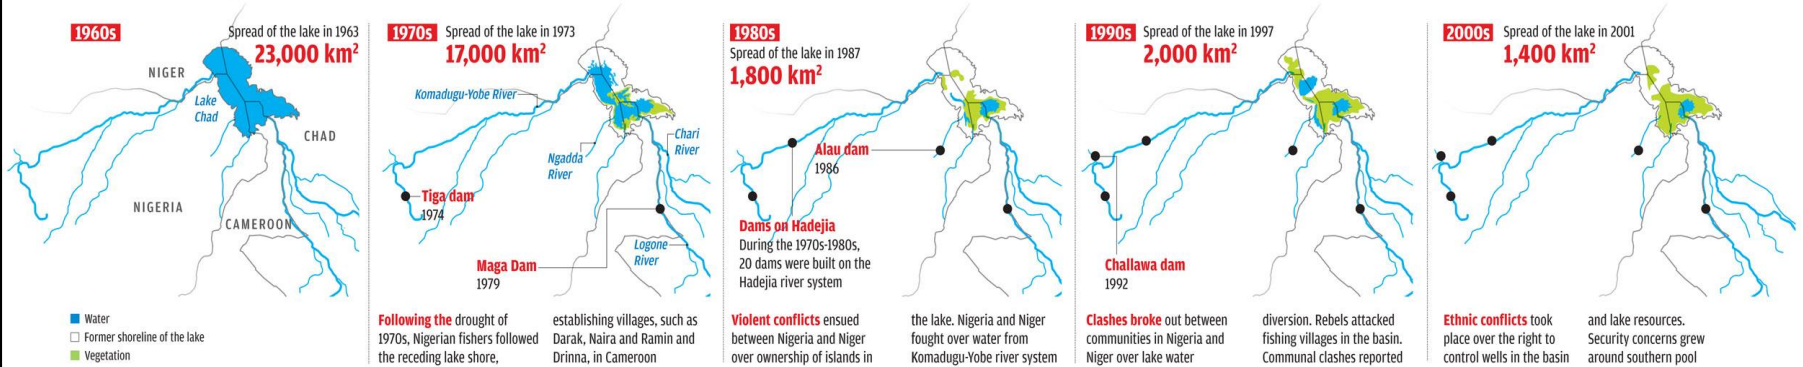 1960s
Spread of the lake in 1963
23,000 km²
NIGER
Lake
Chad
CHAD
NIGERIA
CAMEROON
Water
Former shoreline of the lake
Vegetation
1970s
Spread of the lake in 1973
17,000 km²
Komadugu-Yobe River
Chari
River
Ngadda
River
Tiga dam
1974
Logone
River
Maga Dam
1979
Following the drought of
1970s, Nigerian fishers followed
the receding lake shore,
establishing villages, such as
Darak, Naira and Ramin and
Drinna, in Cameroon
1980s
Spread of the lake in 1987
1,800 km²
Alau dam
1986
Dams on Hadejia
During the 1970s-1980s,
20 dams were built on the
Hadejia river system
Violent conflicts ensued
between Nigeria and Niger
over ownership of islands in
the lake. Nigeria and Niger
fought over water from
Komadugu-Yobe river system
1990s
Spread of the lake in 1997
2,000 km²
Challawa dam
1992
Clashes broke out between
communities in Nigeria and
Niger over lake water
diversion. Rebels attacked
fishing villages in the basin.
Communal clashes reported
2000s
Spread of the lake in 2001
1,400 km²
Ethnic conflicts took
place over the right to
control wells in the basin
and lake resources.
Security concerns grew
around southern pool